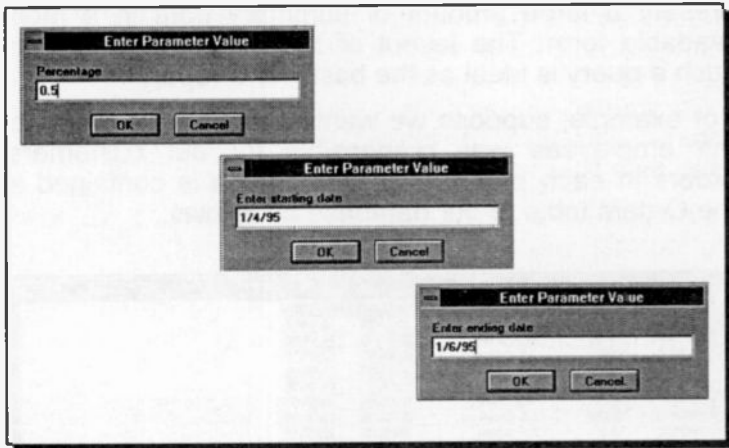 Enter Parameter Value
Percentage
0.5
OK Cancel
Enter Parameter Value
Enter starting date
1/4/95
OK Cancel
Enter Parameter Value
Enter ending date
1/6/95
OK Cancel